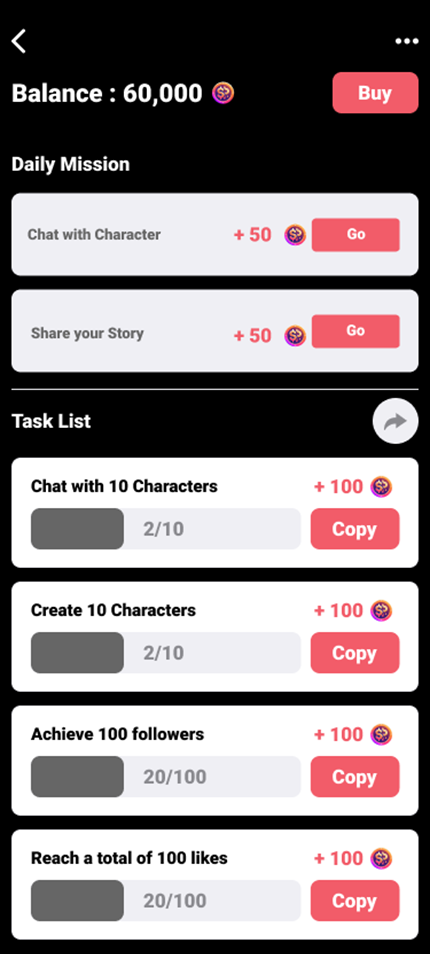 Balance : 60,000
Buy
Daily Mission
Chat with Character + 50 Go
Share your Story + 50 Go
Task List
Chat with 10 Characters + 100
2/10 Copy
Create 10 Characters + 100
2/10 Copy
Achieve 100 followers + 100
20/100 Copy
Reach a total of 100 likes + 100
20/100 Copy